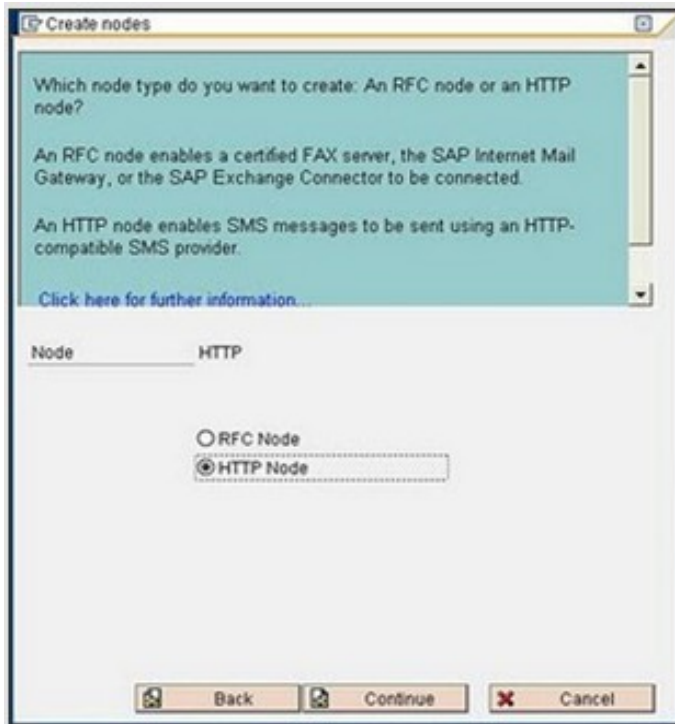 Create nodes
Which node type do you want to create: An RFC node or an HTTP
node?
An RFC node enables a certified FAX server, the SAP Internet Mail
Gateway, or the SAP Exchange Connector to be connected.
An HTTP node enables SMS messages to be sent using an HTTP-
compatible SMS provider.
Click here for further information...
Node HTTP
RFC Node
HTTP Node
Back Continue Cancel